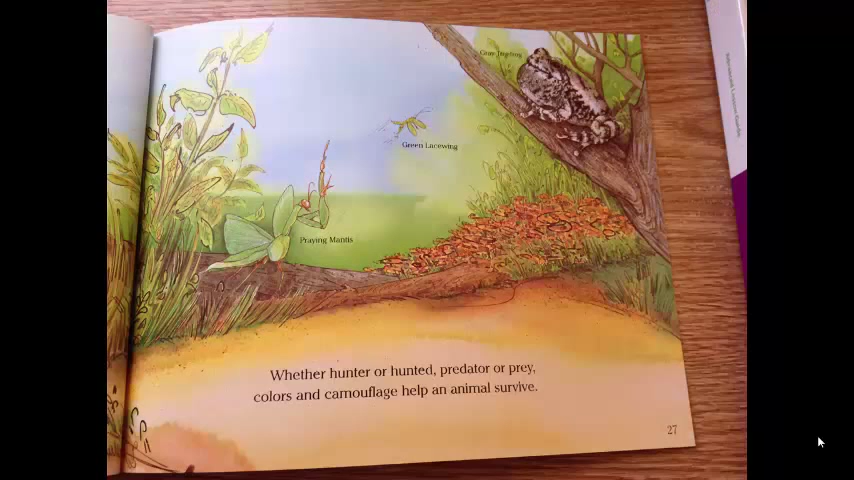 Gray Treefrog
Green Lacewing
Praying Mantis
Whether hunter or hunted, predator or prey,
colors and camouflage help an animal survive.
27